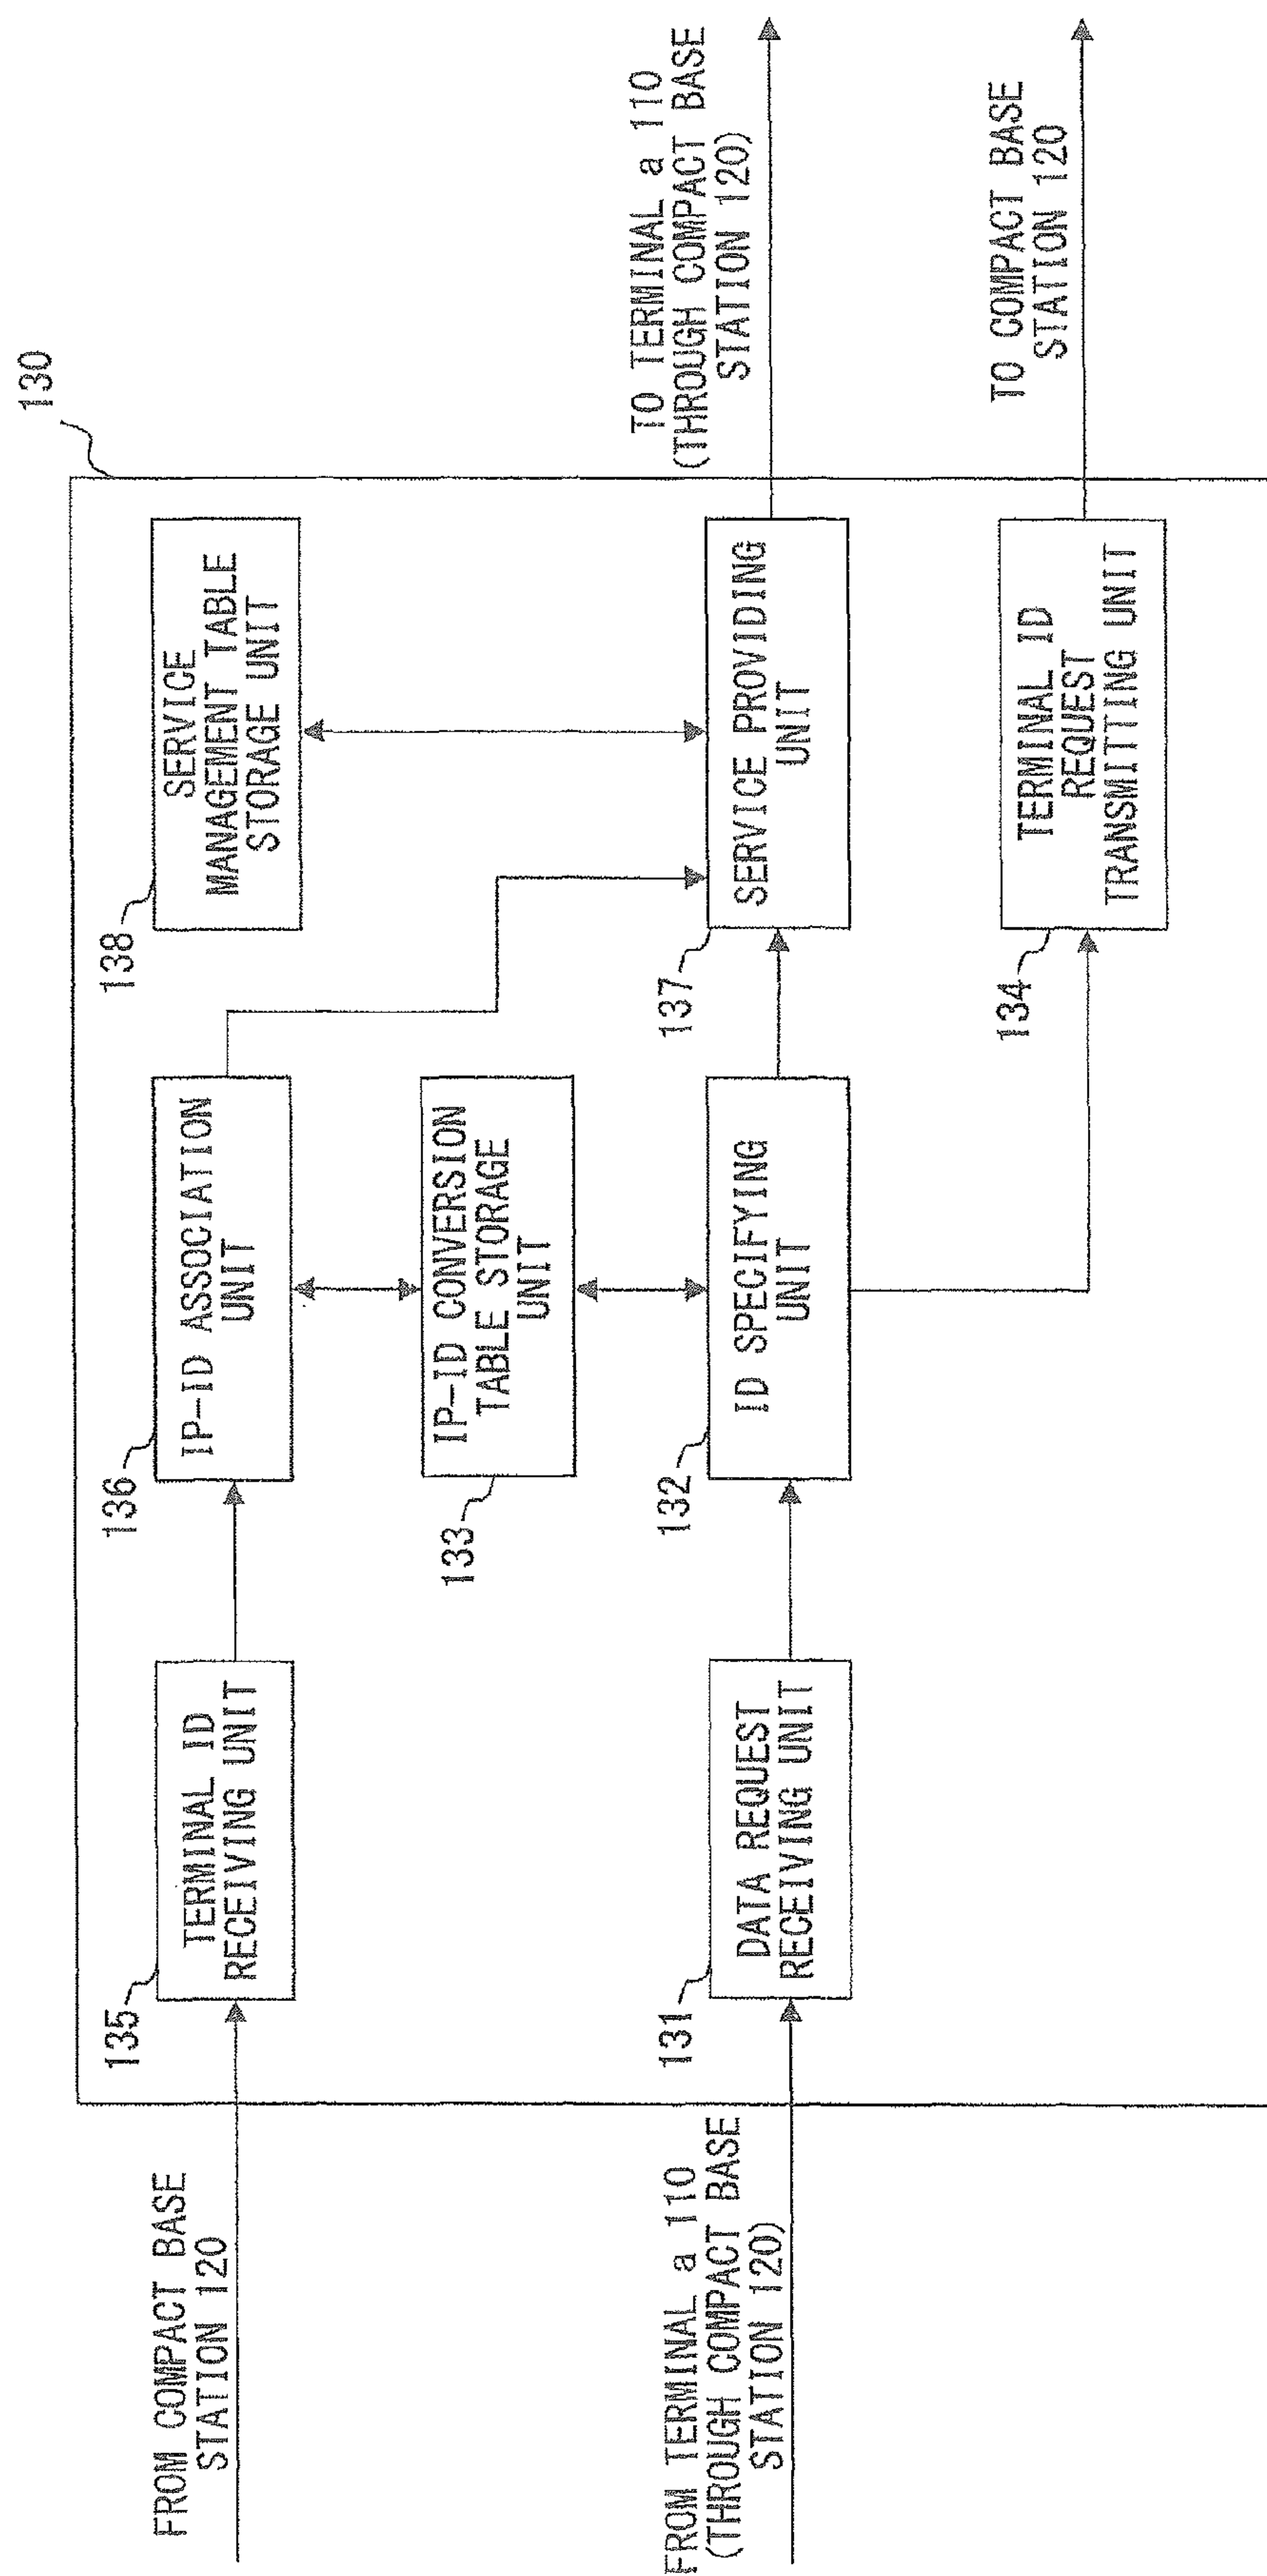 130
FROM COMPACT BASE
STATION 120
135
TERMINAL ID
RECEIVING UNIT
136
IP-ID ASSOCIATION
UNIT
138
SERVICE
MANAGEMENT TABLE
STORAGE UNIT
133
IP-ID CONVERSION
TABLE STORAGE
UNIT
FROM TERMINAL a 110
(THROUGH COMPACT BASE
STATION 120)
131
DATA REQUEST
RECEIVING UNIT
132
ID SPECIFYING
UNIT
137
SERVICE PROVIDING
UNIT
TO TERMINAL a 110
(THROUGH COMPACT BASE
STATION 120)
134
TERMINAL ID
REQUEST
TRANSMITTING UNIT
TO COMPACT BASE
STATION 120